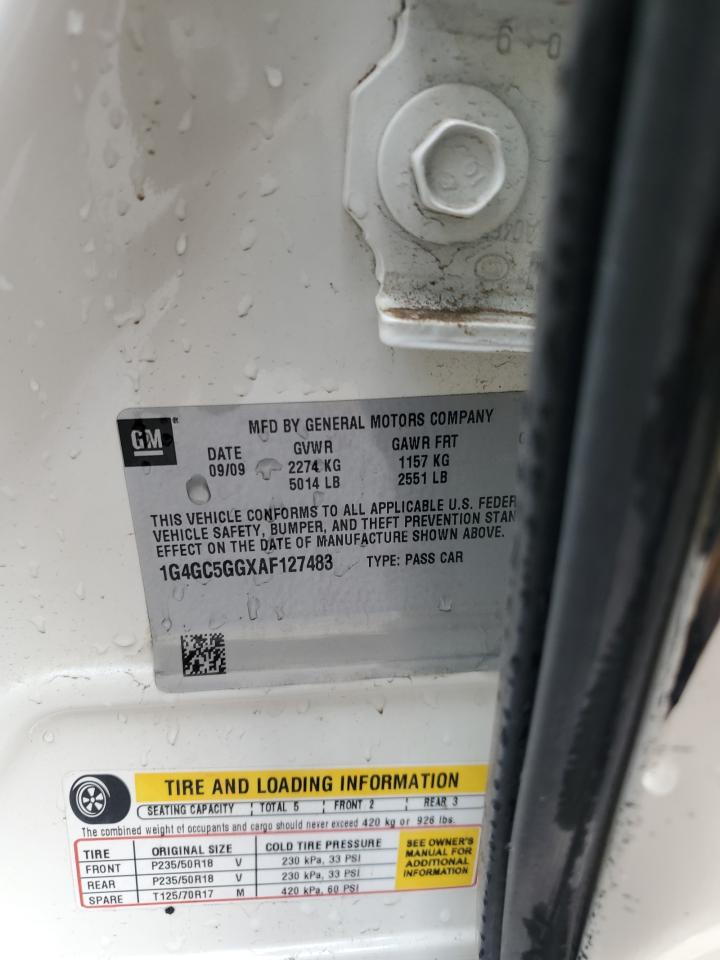 GM
MFD BY GENERAL MOTORS COMPANY
DATE GVWR GAWR FRT
09/09 2274 KG 1157 KG
5014 LB 2551 LB
THIS VEHICLE CONFORMS TO ALL APPLICABLE U.S. FEDER
VEHICLE SAFETY, BUMPER, AND THEFT PREVENTION STAN
EFFECT ON THE DATE OF MANUFACTURE SHOWN ABOVE.
1G4GC5GGXAF127483 TYPE: PASS CAR
TIRE AND LOADING INFORMATION
SEATING CAPACITY TOTAL 5 FRONT 2 REAR 3
The combined weight of occupants and cargo should never exceed 420 kg or 926 lbs.
TIRE ORIGINAL SIZE COLD TIRE PRESSURE
FRONT P235/50R18 V 230 kPa, 33 PSI
REAR P235/50R18 V 230 kPa, 33 PSI
SPARE T125/70R17 M 420 kPa, 60 PSI
SEE OWNER'S
MANUAL FOR
ADDITIONAL
INFORMATION